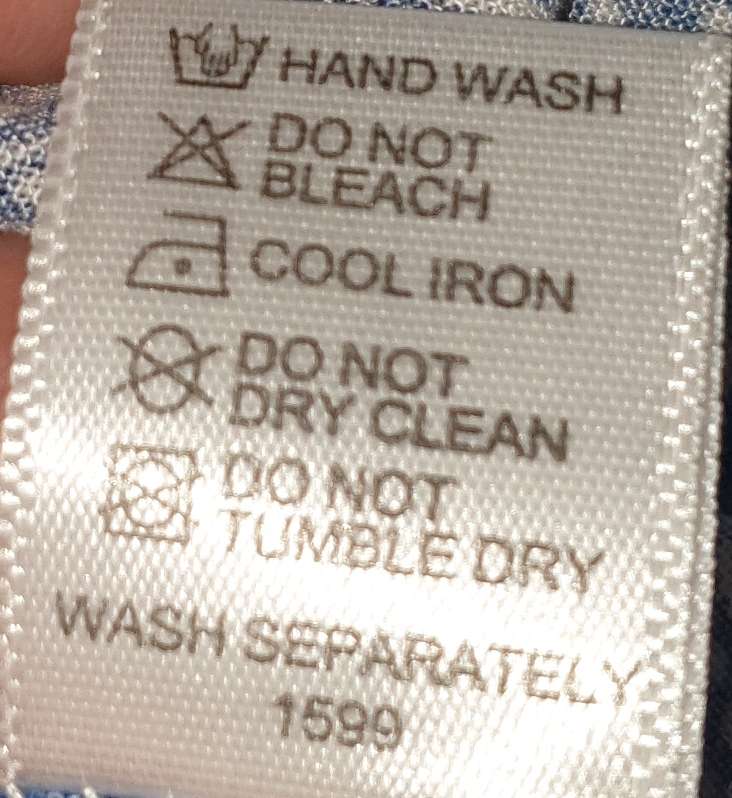 HAND WASH
DO NOT
BLEACH
COOL IRON
DO NOT
DRY CLEAN
DO NOT
TUMBLE DRY
WASH SEPARATELY
1599